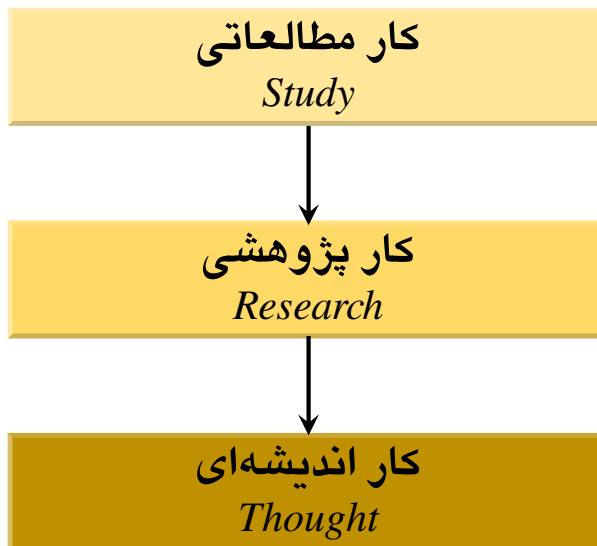 کار مطالعاتی
Study
کار پژوهشی
Research
کار اندیشه‌ای
Thought